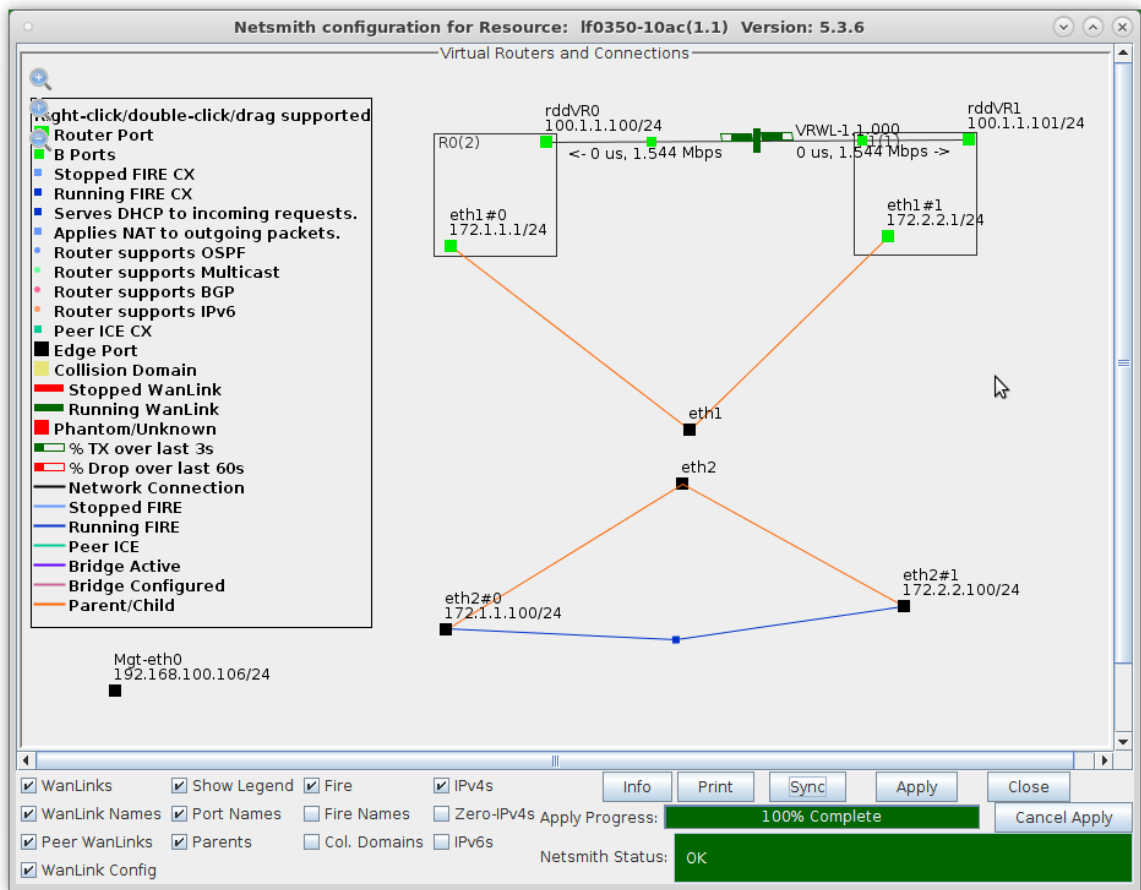 Netsmith configuration for Resource: lf0350-10ac(1.1) Version: 5.3.6
Virtual Routers and Connections
Right-click/double-click/drag supported
Router Port
B Ports
Stopped FIRE CX
Running FIRE CX
Serves DHCP to incoming requests.
Applies NAT to outgoing packets.
Router supports OSPF
Router supports Multicast
Router supports BGP
Router supports IPv6
Peer ICE CX
Edge Port
Collision Domain
Stopped WanLink
Running WanLink
Phantom/Unknown
% TX over last 3s
% Drop over last 60s
Network Connection
Stopped FIRE
Running FIRE
Peer ICE
Bridge Active
Bridge Configured
Parent/Child
rddVR0
100.1.1.100/24
R0(2)
<- 0 us, 1.544 Mbps
VRWL-1.1.000
0 us, 1.544 Mbps ->
rddVR1
100.1.1.101/24
eth1#0
172.1.1.1/24
eth1#1
172.2.2.1/24
eth1
eth2
eth2#0
172.1.1.100/24
eth2#1
172.2.2.100/24
Mgt-eth0
192.168.100.106/24
WanLinks Show Legend Fire IPv4s Info Print Sync Apply Close
WanLink Names Port Names Fire Names Zero-IPv4s Apply Progress: 100% Complete Cancel Apply
Peer WanLinks Parents Col. Domains IPv6s
Netsmith Status: OK
WanLink Config